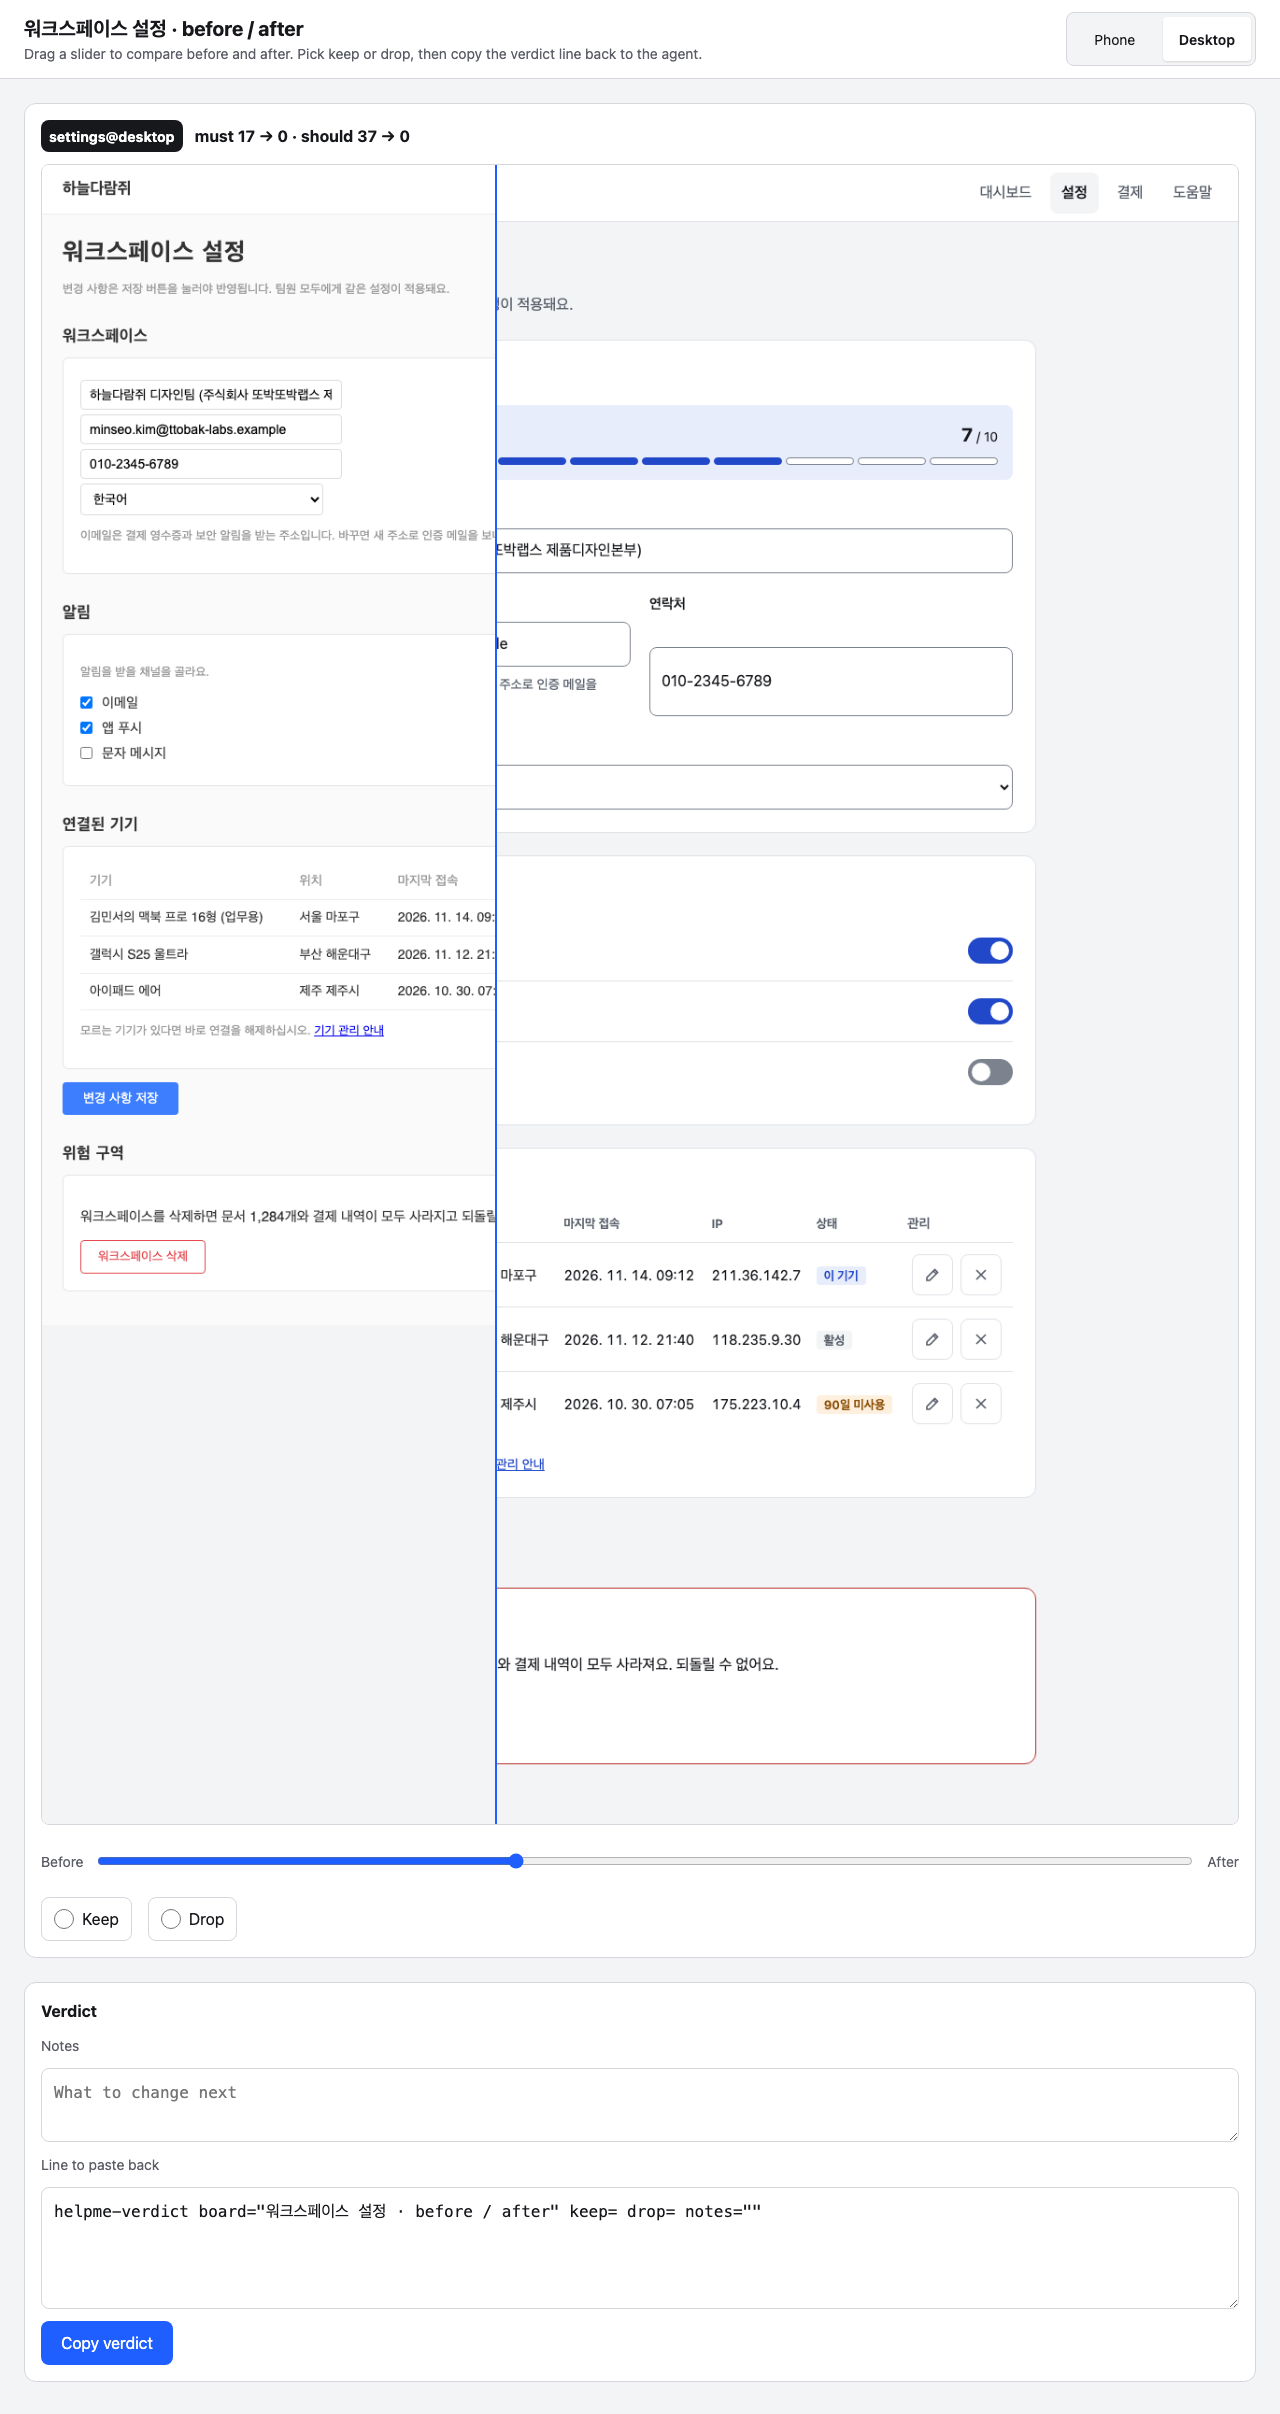 워크스페이스 설정 · before / after
Drag a slider to compare before and after. Pick keep or drop, then copy the verdict line back to the agent.
Phone
Desktop
settings@desktop
must 17 → 0 · should 37 → 0
하늘다람쥐
대시보드
설정
결제
도움말
워크스페이스 설정
변경 사항은 저장 버튼을 눌러야 반영됩니다. 팀원 모두에게 같은 설정이 적용돼요.
이 적용돼요.
워크스페이스
하늘다람쥐 디자인팀 (주식회사 또박또박랩스 제
minseo.kim@ttobak-labs.example
010-2345-6789
한국어
이메일은 결제 영수증과 보안 알림을 받는 주소입니다. 바꾸면 새 주소로 인증 메일을
7 / 10
또박랩스 제품디자인본부)
연락처
le
주소로 인증 메일을
010-2345-6789
알림
알림을 받을 채널을 골라요.
이메일
앱 푸시
문자 메시지
연결된 기기
기기 위치 마지막 접속
김민서의 맥북 프로 16형 (업무용) 서울 마포구 2026. 11. 14. 09:
갤럭시 S25 울트라 부산 해운대구 2026. 11. 12. 21:
아이패드 에어 제주 제주시 2026. 10. 30. 07:
모르는 기기가 있다면 바로 연결을 해제하십시오. 기기 관리 안내
변경 사항 저장
위험 구역
워크스페이스를 삭제하면 문서 1,284개와 결제 내역이 모두 사라지고 되돌릴
워크스페이스 삭제
마지막 접속 IP 상태 관리
마포구 2026. 11. 14. 09:12 211.36.142.7 이 기기
해운대구 2026. 11. 12. 21:40 118.235.9.30 활성
제주시 2026. 10. 30. 07:05 175.223.10.4 90일 미사용
관리 안내
와 결제 내역이 모두 사라져요. 되돌릴 수 없어요.
Before
After
Keep
Drop
Verdict
Notes
What to change next
Line to paste back
helpme-verdict board="워크스페이스 설정 · before / after" keep= drop= notes=""
Copy verdict